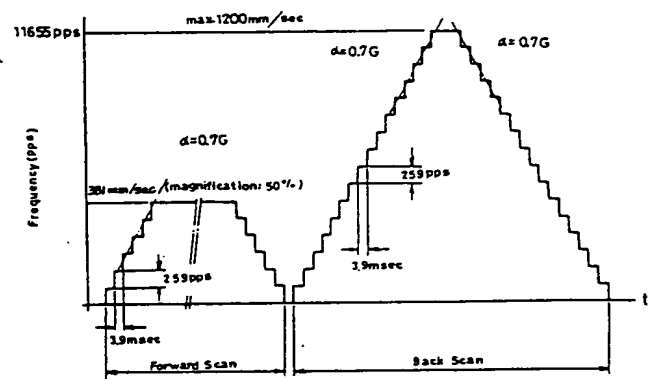 11655pps
max.1200mm/sec
α=0.7G
α=0.7G
α=0.7G
Frequency(pps)
381mm/sec/(magnification: 50%)
259pps
259pps
3.9msec
3.9msec
t
Forward Scan
Back Scan